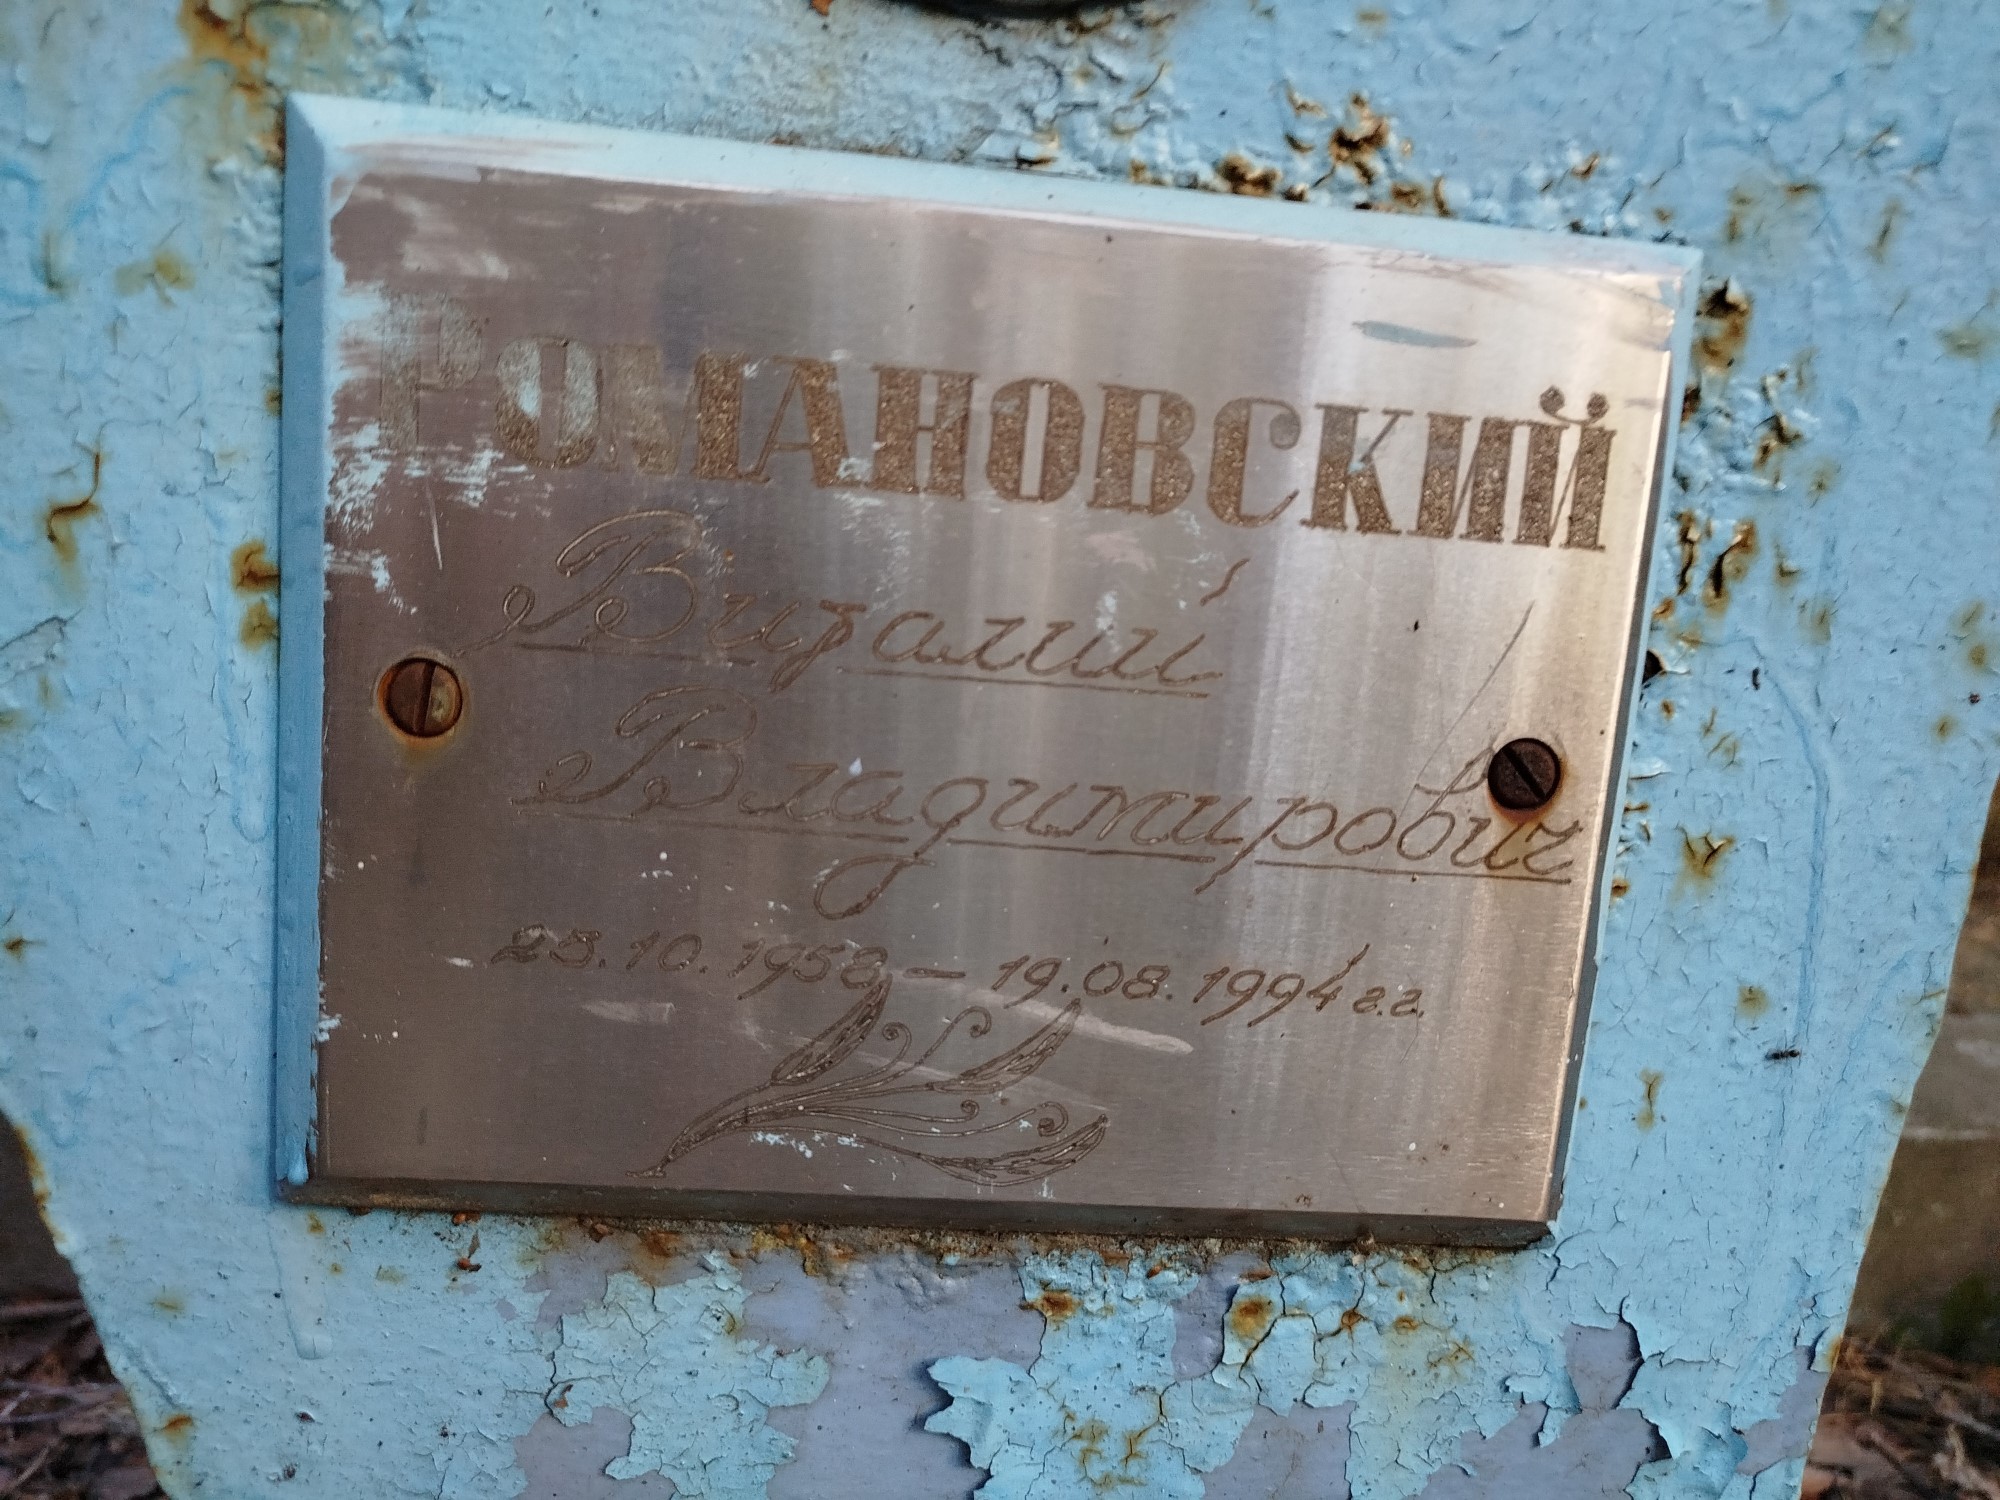 РОМАНОВСКИЙ
Виталий
Владимирович
23.10.1958 — 19.08.1994 г.г.